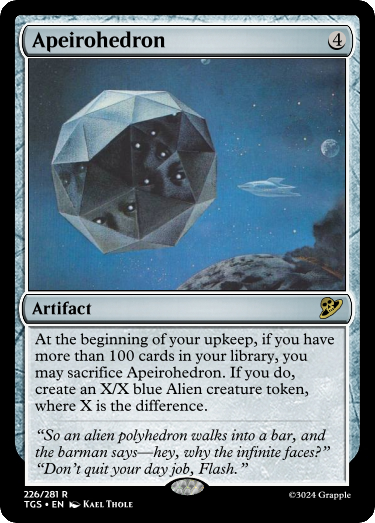 Apeirohedron 4
Artifact
At the beginning of your upkeep, if you have
more than 100 cards in your library, you
may sacrifice Apeirohedron. If you do,
create an X/X blue Alien creature token,
where X is the difference.
“So an alien polyhedron walks into a bar, and
the barman says—hey, why the infinite faces?”
“Don’t quit your day job, Flash.”
226/281 R
TGS • EN Kael Thole
©3024 Grapple